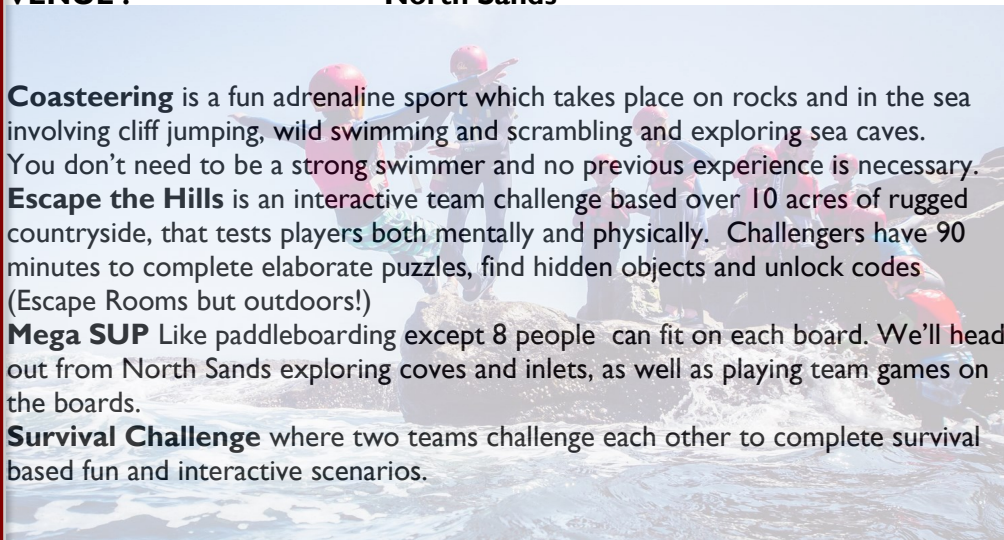 VENUE : North Sands
Coasteering is a fun adrenaline sport which takes place on rocks and in the sea
involving cliff jumping, wild swimming and scrambling and exploring sea caves.
You don't need to be a strong swimmer and no previous experience is necessary.
Escape the Hills is an interactive team challenge based over 10 acres of rugged
countryside, that tests players both mentally and physically.  Challengers have 90
minutes to complete elaborate puzzles, find hidden objects and unlock codes
(Escape Rooms but outdoors!)
Mega SUP Like paddleboarding except 8 people  can fit on each board. We'll head
out from North Sands exploring coves and inlets, as well as playing team games on
the boards.
Survival Challenge where two teams challenge each other to complete survival
based fun and interactive scenarios.